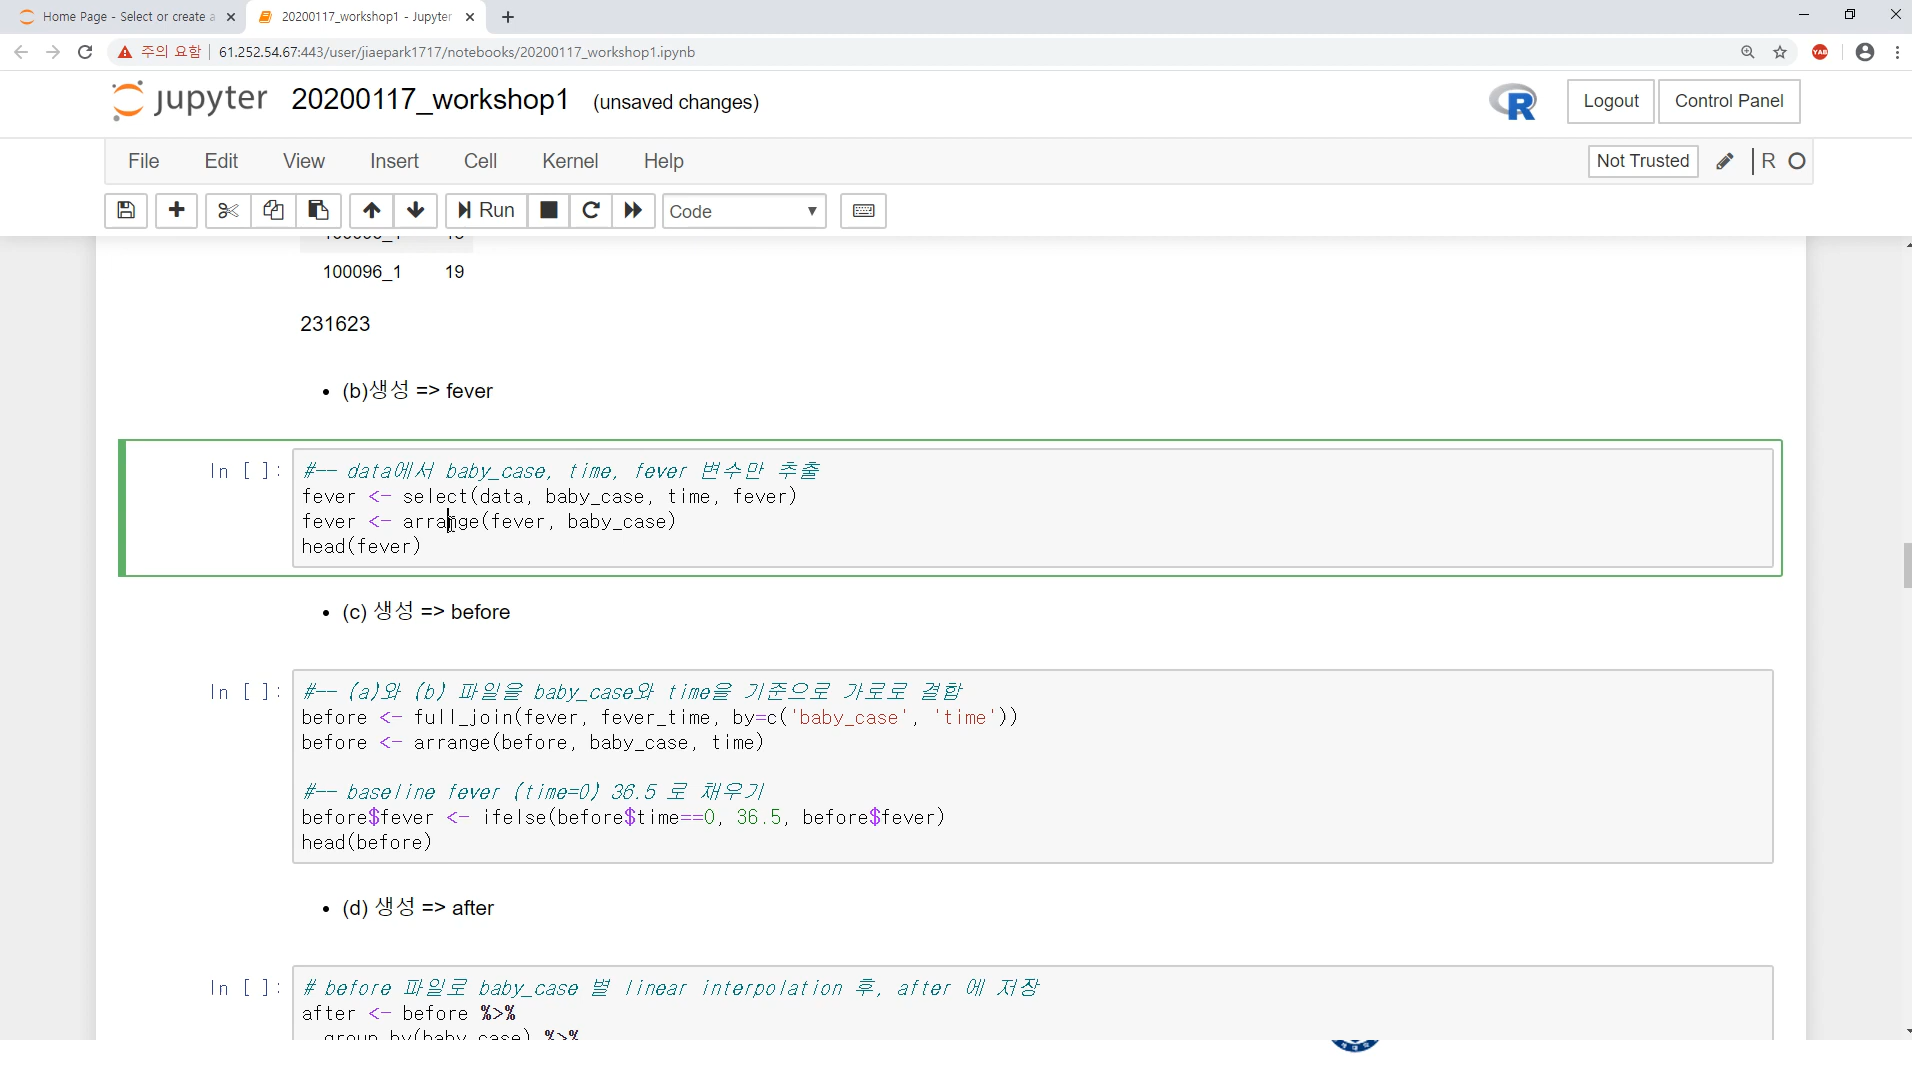 Home Page - Select or create a
20200117_workshop1 - Jupyter
주의 요함 | 61.252.54.67:443/user/jiaepark1717/notebooks/20200117_workshop1.ipynb
YAB
jupyter 20200117_workshop1 (unsaved changes)
R
Logout
Control Panel
File Edit View Insert Cell Kernel Help
Not Trusted
R
Run
Code
100096_1 19
231623
• (b)생성 => fever
In [ ]:
#-- data에서 baby_case, time, fever 변수만 추출
fever <- select(data, baby_case, time, fever)
fever <- arrange(fever, baby_case)
head(fever)
• (c) 생성 => before
In [ ]:
#-- (a)와 (b) 파일을 baby_case와 time을 기준으로 가로로 결합
before <- full_join(fever, fever_time, by=c('baby_case', 'time'))
before <- arrange(before, baby_case, time)
#-- baseline fever (time=0) 36.5 로 채우기
before$fever <- ifelse(before$time==0, 36.5, before$fever)
head(before)
• (d) 생성 => after
In [ ]:
# before 파일로 baby_case 별 linear interpolation 후, after 에 저장
after <- before %>%
group_by(baby_case) %>%